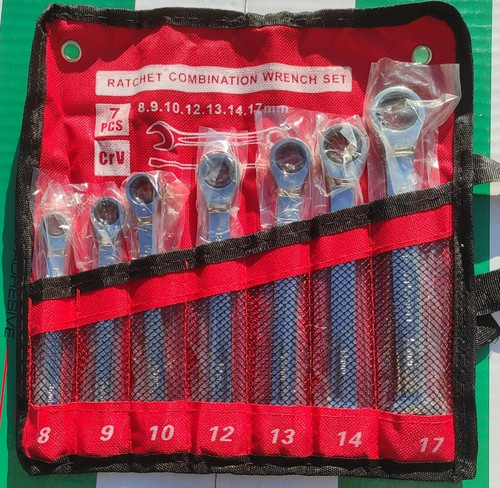 RATCHET COMBINATION WRENCH SET
8.9.10.12.13.14.17mm
7
PCS
CrV
8 9 10 12 13 14 17